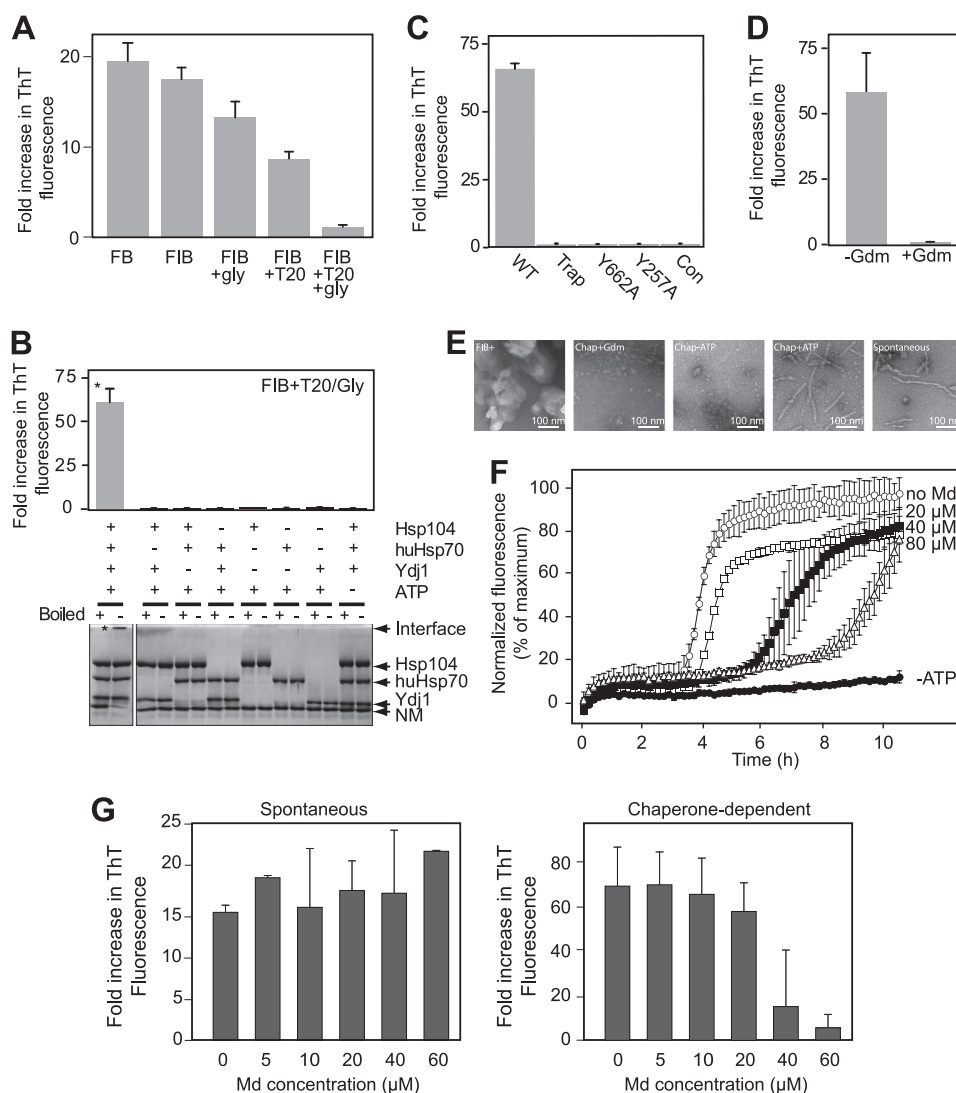 A
Fold increase in ThT
fluorescence
20
10
0
FB
FIB
FIB
+gly
FIB
+T20
FIB
+T20
+gly
C
Fold increase in ThT
fluorescence
75
50
25
0
WT
Trap
Y662A
Y257A
Con
D
Fold increase in ThT
fluorescence
75
50
25
0
-Gdm
+Gdm
B
Fold increase in ThT
fluorescence
75
50
25
0
*
FIB+T20/Gly
+ - + - + - - + Hsp104
+ - + + - + - + huHsp70
+ + - + - - + + Ydj1
+ + + + + + + - ATP
Boiled + - + - + - + - + - + - + - + -
*
Interface
Hsp104
huHsp70
Ydj1
NM
E
FIB+
100 nm
Chap+Gdm
100 nm
Chap-ATP
100 nm
Chap+ATP
100 nm
Spontaneous
100 nm
F
Normalized fluorescence
(% of maximum)
100
80
60
40
20
0
no Md
20 µM
40 µM
80 µM
-ATP
0 2 4 6 8 10
Time (h)
G
Spontaneous
Fold increase in ThT
Fluorescence
25
20
15
10
5
0
0 5 10 20 40 60
Md concentration (µM)
Chaperone-dependent
Fold increase in ThT
Fluorescence
80
60
40
20
0
0 5 10 20 40 60
Md concentration (µM)